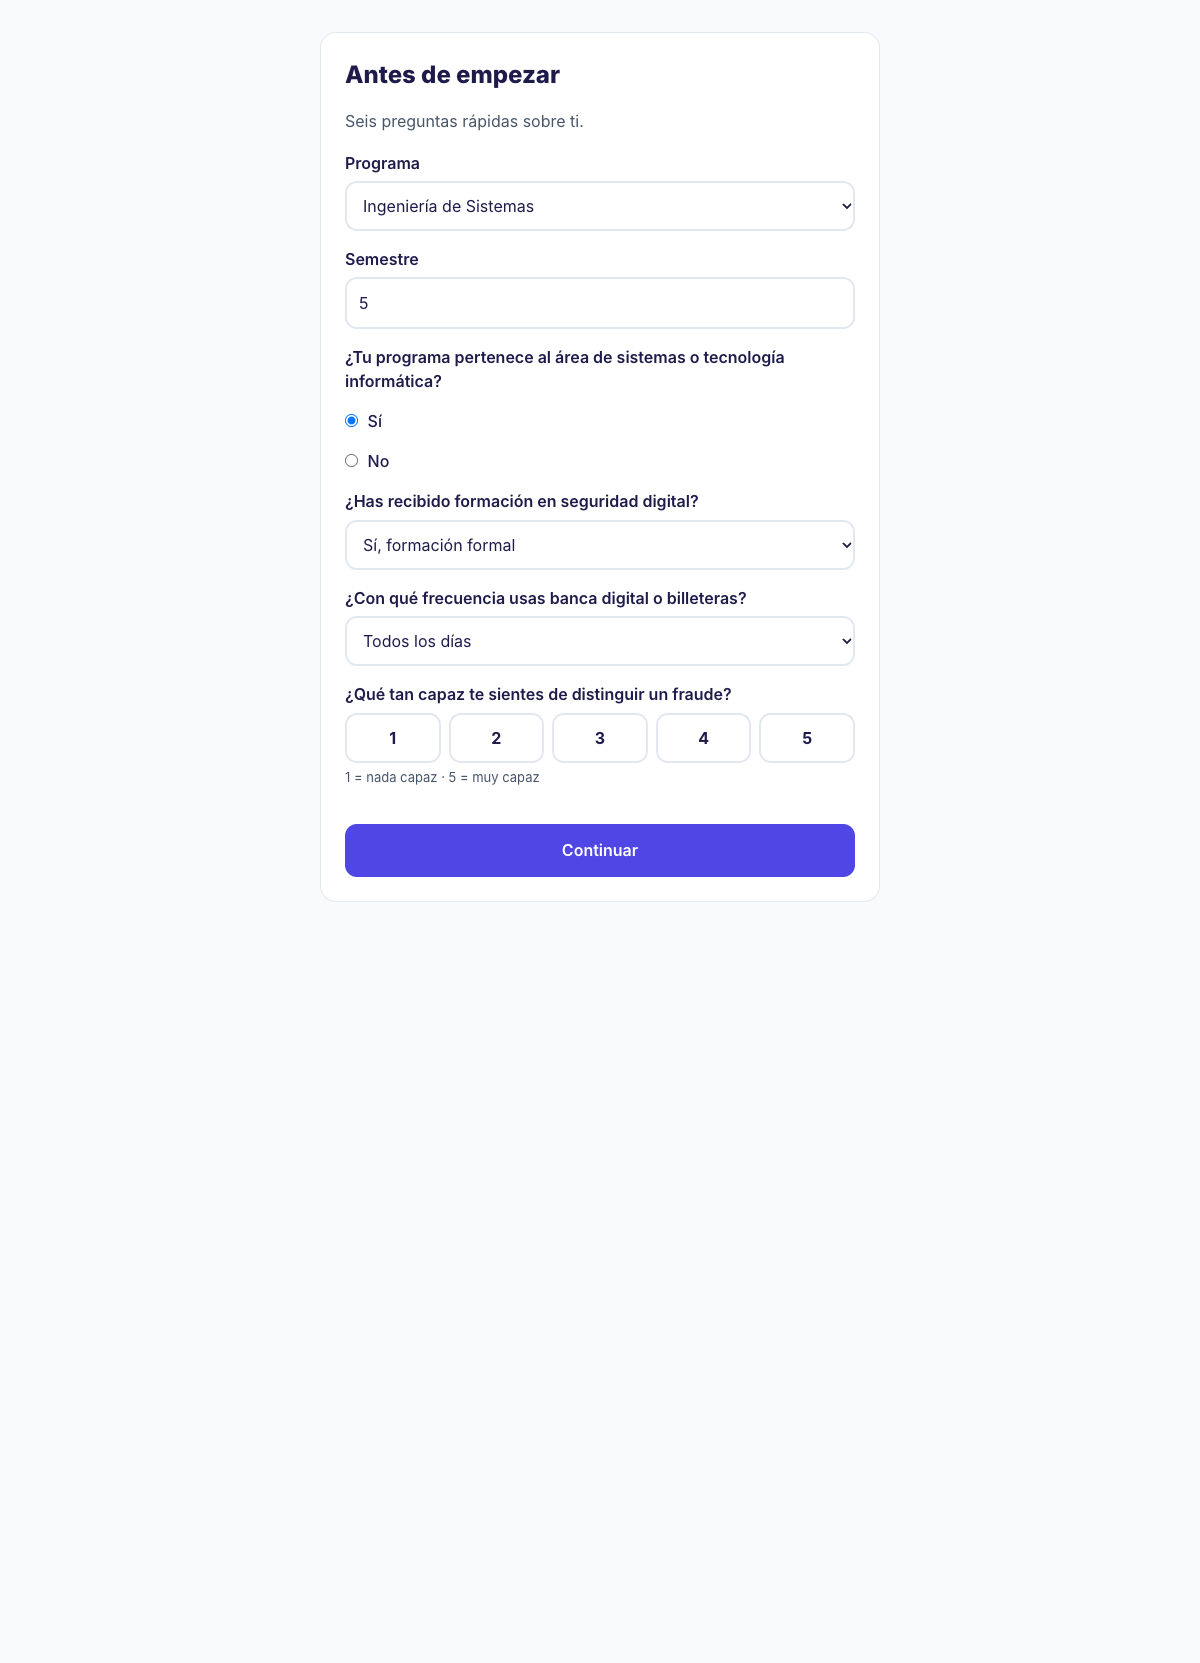 Antes de empezar
Seis preguntas rápidas sobre ti.
Programa
Ingeniería de Sistemas
Semestre
5
¿Tu programa pertenece al área de sistemas o tecnología
informática?
Sí
No
¿Has recibido formación en seguridad digital?
Sí, formación formal
¿Con qué frecuencia usas banca digital o billeteras?
Todos los días
¿Qué tan capaz te sientes de distinguir un fraude?
1 2 3 4 5
1 = nada capaz · 5 = muy capaz
Continuar